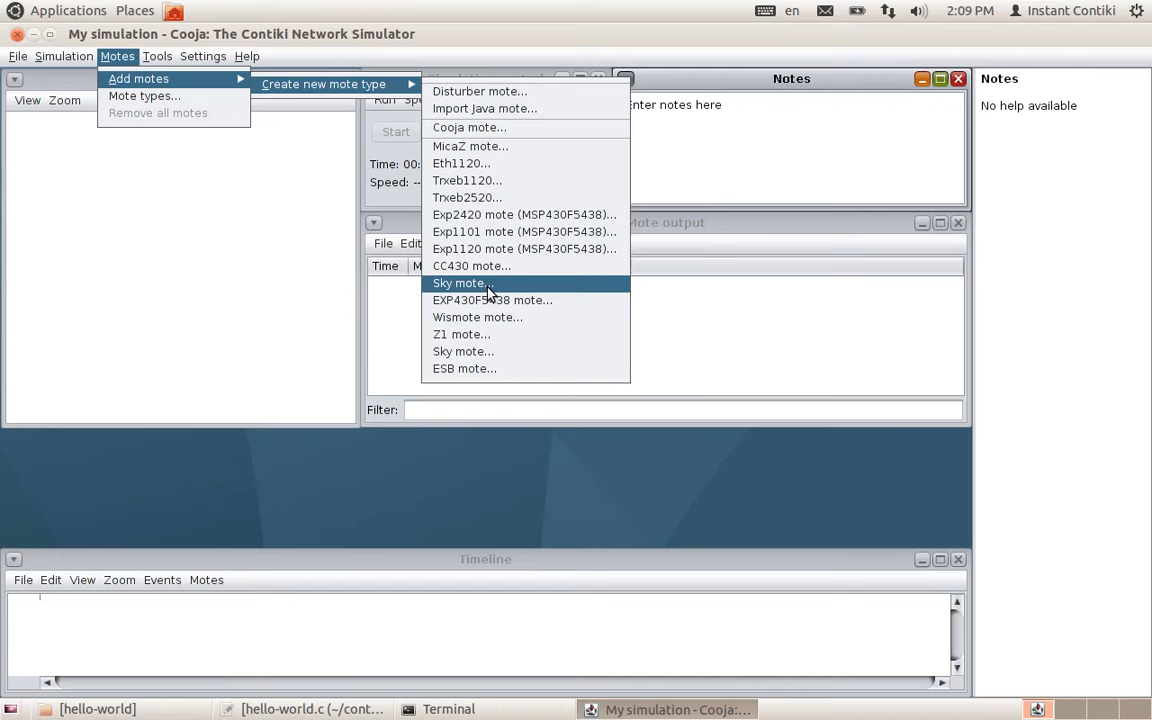 Applications Places en 2:09 PM Instant Contiki
My simulation - Cooja: The Contiki Network Simulator
File Simulation Motes Tools Settings Help
Add motes
Mote types...
Remove all motes
Create new mote type
Disturber mote...
Import Java mote...
Cooja mote...
MicaZ mote...
Eth1120...
Trxeb1120...
Trxeb2520...
Exp2420 mote (MSP430F5438)...
Exp1101 mote (MSP430F5438)...
Exp1120 mote (MSP430F5438)...
CC430 mote...
Sky mote...
EXP430F5438 mote...
Wismote mote...
Z1 mote...
Sky mote...
ESB mote...
View Zoom
Run Spe
Start
Time: 00:
Speed: --
Notes
Enter notes here
Notes
No help available
Mote output
File Edit
Time M
Filter:
Timeline
File Edit View Zoom Events Motes
[hello-world] [hello-world.c (~/cont... Terminal My simulation - Cooja:...